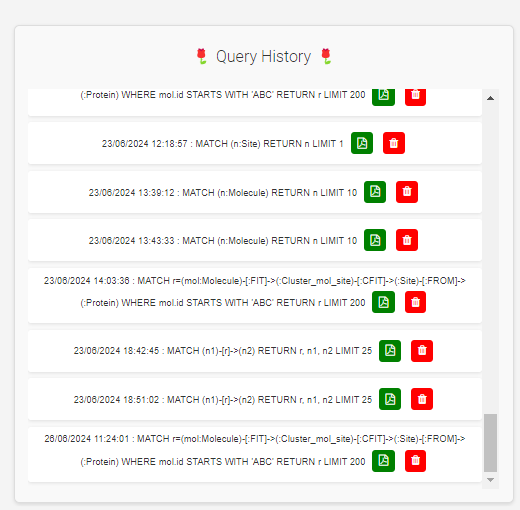 Query History
(:Protein) WHERE mol.id STARTS WITH 'ABC' RETURN r LIMIT 200
23/06/2024 12:18:57 : MATCH (n:Site) RETURN n LIMIT 1
23/06/2024 13:39:12 : MATCH (n:Molecule) RETURN n LIMIT 10
23/06/2024 13:43:33 : MATCH (n:Molecule) RETURN n LIMIT 10
23/06/2024 14:03:36 : MATCH r=(mol:Molecule)-[:FIT]->(:Cluster_mol_site)-[:CFIT]->(:Site)-[:FROM]->
(:Protein) WHERE mol.id STARTS WITH 'ABC' RETURN r LIMIT 200
23/06/2024 18:42:45 : MATCH (n1)-[r]->(n2) RETURN r, n1, n2 LIMIT 25
23/06/2024 18:51:02 : MATCH (n1)-[r]->(n2) RETURN r, n1, n2 LIMIT 25
26/06/2024 11:24:01 : MATCH r=(mol:Molecule)-[:FIT]->(:Cluster_mol_site)-[:CFIT]->(:Site)-[:FROM]->
(:Protein) WHERE mol.id STARTS WITH 'ABC' RETURN r LIMIT 200